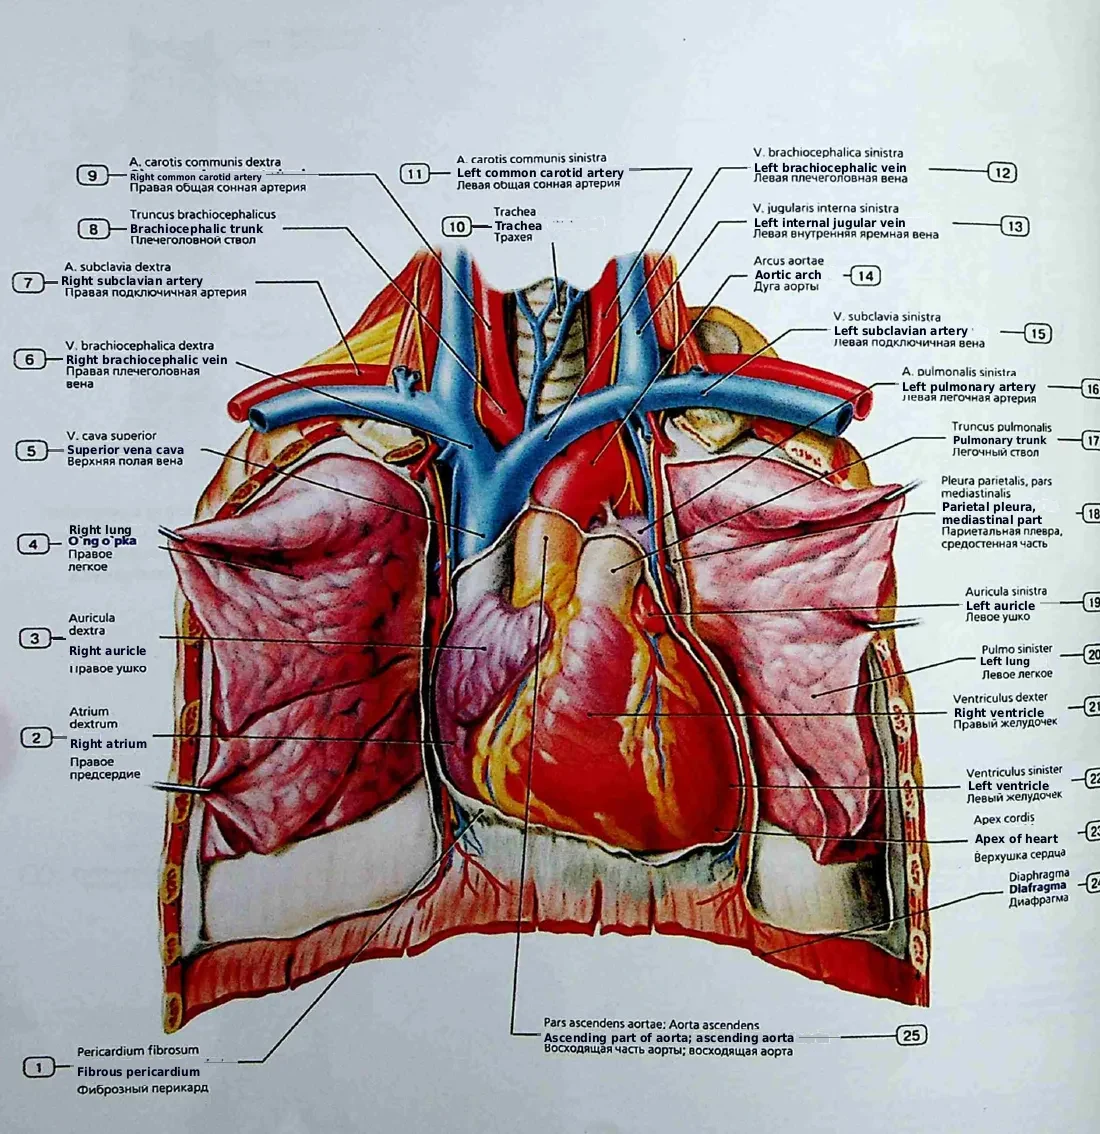 9
A. carotis communis dextra
Right common carotid artery
Правая общая сонная артерия
8
Truncus brachiocephalicus
Brachiocephalic trunk
Плечеголовной ствол
7
A. subclavia dextra
Right subclavian artery
Правая подключичная артерия
6
V. brachiocephalica dextra
Right brachiocephalic vein
Правая плечеголовная
вена
5
V. cava superior
Superior vena cava
Верхняя полая вена
4
Right lung
O'ng o'pka
Правое
легкое
3
Auricula
dextra
Right auricle
Правое ушко
2
Atrium
dextrum
Right atrium
Правое
предсердие
1
Pericardium fibrosum
Fibrous pericardium
Фиброзный перикард
11
A. carotis communis sinistra
Left common carotid artery
Левая общая сонная артерия
10
Trachea
Trachea
Трахея
V. brachiocephalica sinistra
Left brachiocephalic vein
Левая плечеголовная вена
12
V. jugularis interna sinistra
Left internal jugular vein
Левая внутренняя яремная вена
13
Arcus aortae
Aortic arch
Дуга аорты
14
V. subclavia sinistra
Left subclavian artery
Левая подключичная вена
15
A. pulmonalis sinistra
Left pulmonary artery
Левая легочная артерия
16
Truncus pulmonalis
Pulmonary trunk
Легочный ствол
17
Pleura parietalis, pars
mediastinalis
Parietal pleura,
mediastinal part
Париетальная плевра,
средостенная часть
18
Auricula sinistra
Left auricle
Левое ушко
19
Pulmo sinister
Left lung
Левое легкое
20
Ventriculus dexter
Right ventricle
Правый желудочек
21
Ventriculus sinister
Left ventricle
Левый желудочек
22
Apex cordis
Apex of heart
Верхушка сердца
23
Diaphragma
Diafragma
Диафрагма
24
Pars ascendens aortae; Aorta ascendens
Ascending part of aorta; ascending aorta
Восходящая часть аорты; восходящая аорта
25